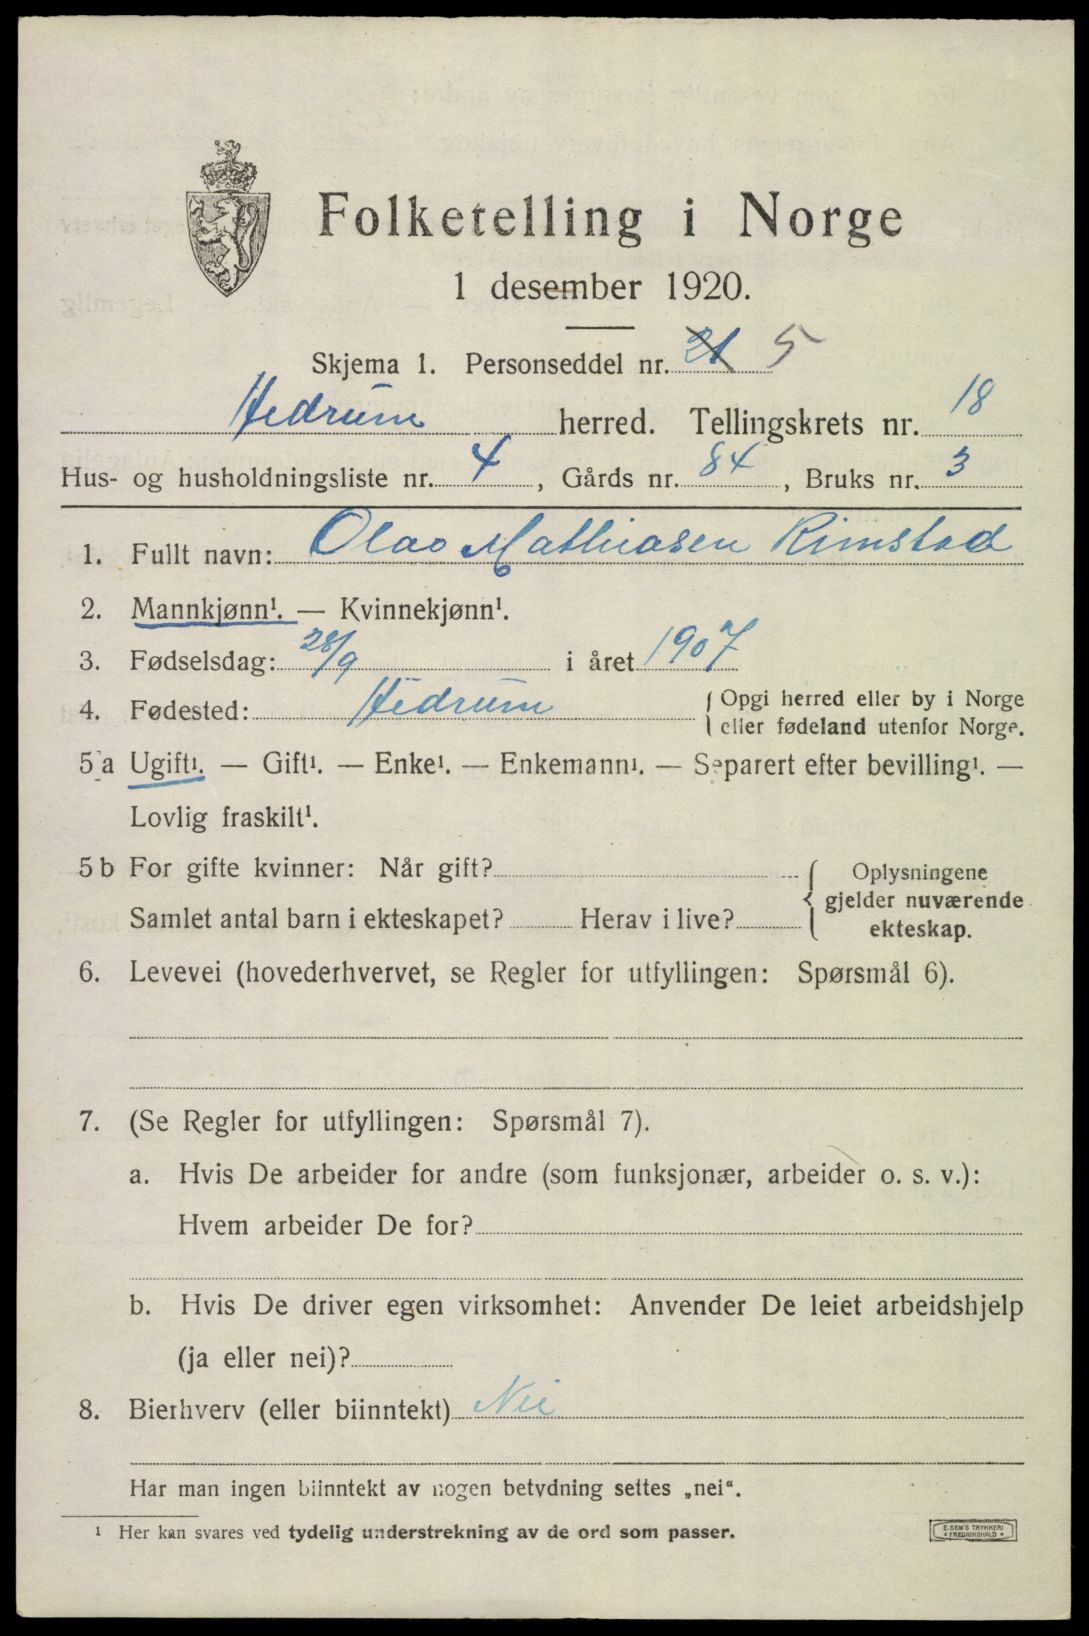 Folketelling i Norge
1 desember 1920.
Skjema 1. Personseddel nr. 21 5
Hedrum herred. Tellingskrets nr. 18
Hus- og husholdningsliste nr. 4, Gårds nr. 84, Bruks nr. 3
1. Fullt navn: Olav Mathiasen Rimstad
2. Mannkjønn¹. — Kvinnekjønn¹.
3. Fødselsdag: 28/9 i året 1907
4. Fødested: Hedrum { Opgi herred eller by i Norge
eller fødeland utenfor Norge.
5 a Ugift¹. — Gift¹. — Enke¹. — Enkemann¹. — Separert efter bevilling¹. —
Lovlig fraskilt¹.
5 b For gifte kvinner: Når gift? { Oplysningene
gjelder nuværende
Samlet antal barn i ekteskapet? Herav i live? ekteskap.
6. Levevei (hovederhvervet, se Regler for utfyllingen: Spørsmål 6).
7. (Se Regler for utfyllingen: Spørsmål 7).
a. Hvis De arbeider for andre (som funksjonær, arbeider o. s. v.):
Hvem arbeider De for?
b. Hvis De driver egen virksomhet: Anvender De leiet arbeidshjelp
(ja eller nei)?
8. Bierhverv (eller biinntekt) Nei
Har man ingen biinntekt av nogen betydning settes „nei“.
¹ Her kan svares ved tydelig understrekning av de ord som passer.
E. SEM'S TRYKKERI
FREDRIKSHALD